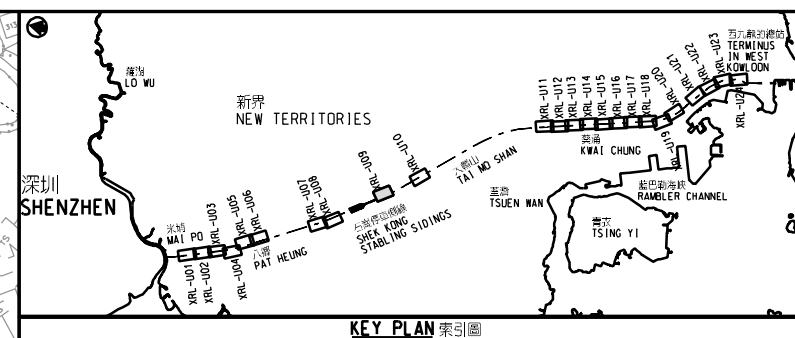 313
羅湖
LO WU
新界
NEW TERRITORIES
深圳
SHENZHEN
米埔
MAI PO
XRL-U01
XRL-U02
XRL-U03
XRL-U04
XRL-U05
XRL-U06
八鄉
PAT HEUNG
XRL-U07
XRL-U08
XRL-U09
石崗停車側線
SHEK KONG
STABLING SIDINGS
XRL-U10
大帽山
TAI MO SHAN
XRL-U11
XRL-U12
XRL-U13
XRL-U14
XRL-U15
XRL-U16
XRL-U17
XRL-U18
葵涌
KWAI CHUNG
XRL-U19
XRL-U20
XRL-U21
XRL-U22
XRL-U23
XRL-U24
西九龍的總站
TERMINUS
IN WEST
KOWLOON
荃灣
TSUEN WAN
藍巴勒海峽
RAMBLER CHANNEL
青衣
TSING YI
KEY PLAN 索引圖